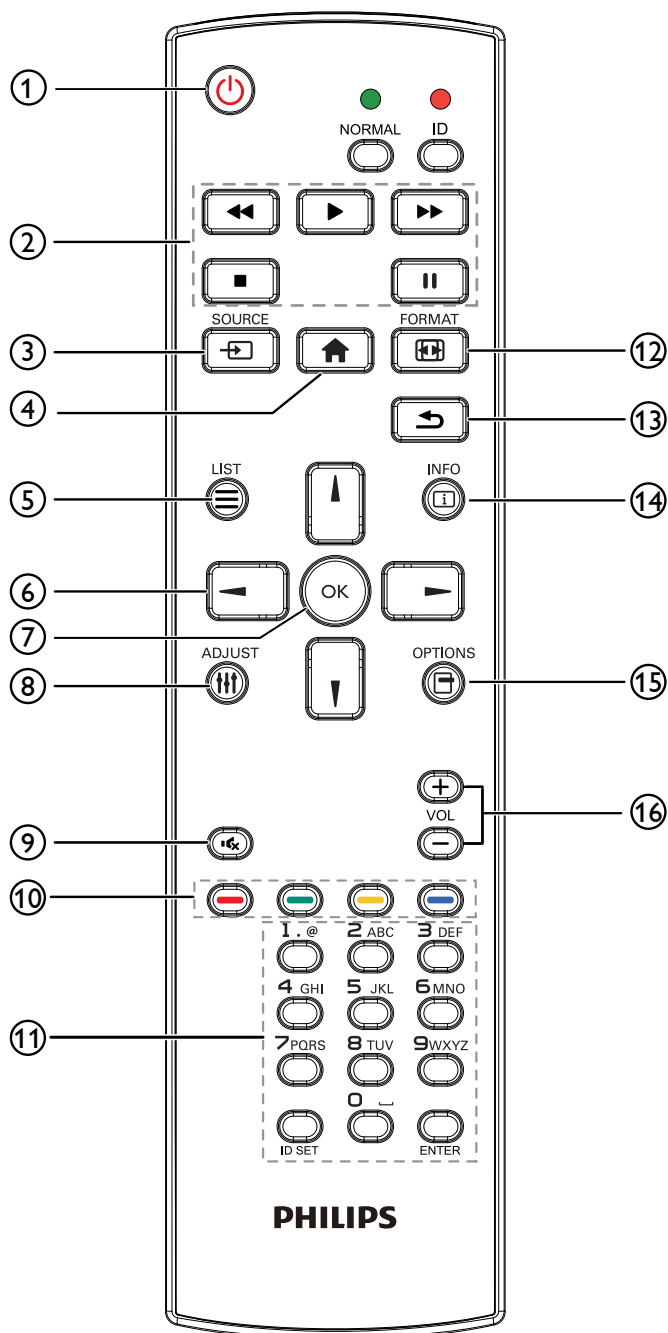 ①
NORMAL ID
②
SOURCE FORMAT
③ ⑫
④
⑬
LIST INFO
⑤ ⑭
⑥ OK
⑦
ADJUST OPTIONS
⑧ ⑮
VOL ⑯
⑨
⑩
1 . @ 2 ABC 3 DEF
4 GHI 5 JKL 6 MNO
⑪ 7 PQRS 8 TUV 9 WXYZ
0 ⎵
ID SET ENTER
PHILIPS